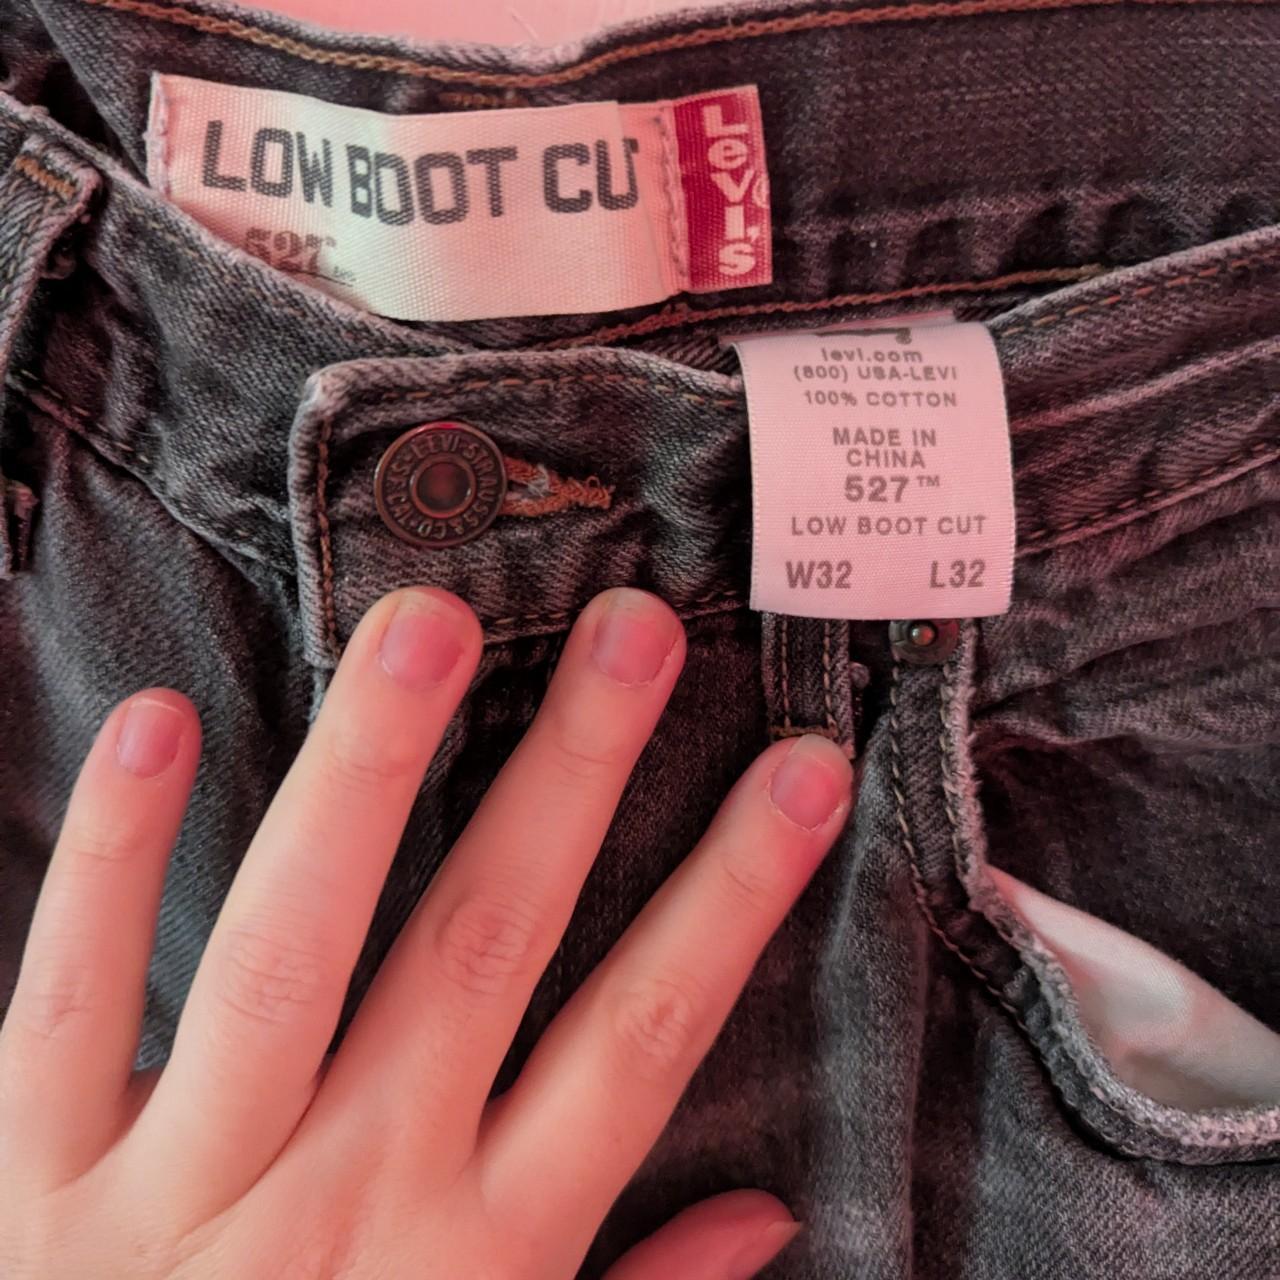 LOW BOOT CUT
527
Levi's
levi.com
(800) USA-LEVI
100% COTTON
MADE IN
CHINA
527™
LOW BOOT CUT
W32 L32